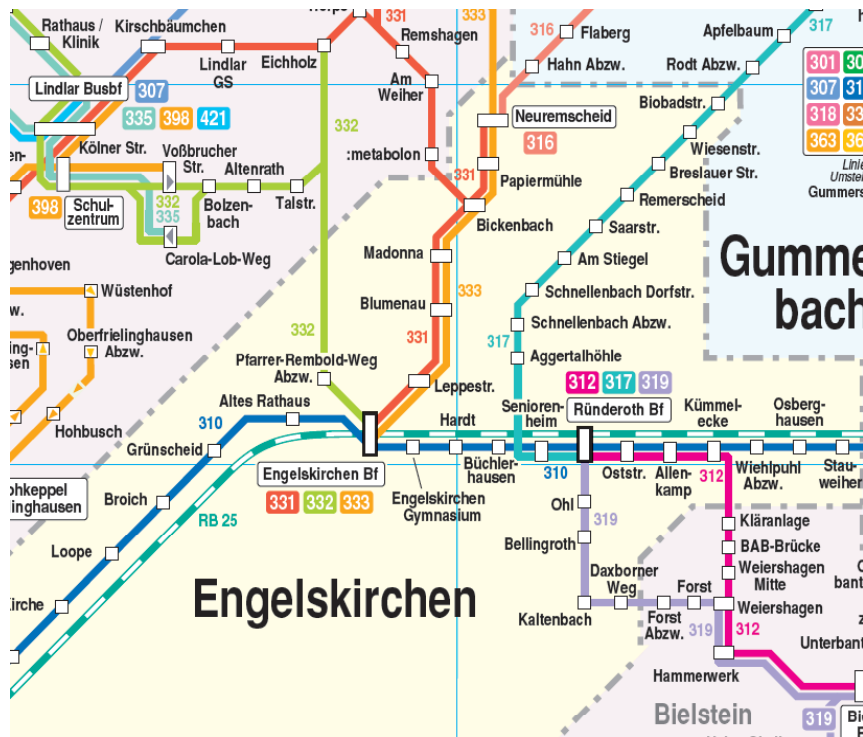 Rathaus /
Klinik
Kirschbäumchen
331
333
Remshagen
316
Flaberg
Apfelbaum
317
Lindlar
GS
Eichholz
Hahn Abzw.
Rodt Abzw.
301
Lindlar Busbf
307
Am
Weiher
Biobadstr.
307
335
398
421
332
Neuremscheid
318
316
Wiesenstr.
363
Kölner Str.
Voßbrucher
Str.
:metabolon
Breslauer Str.
Altenrath
331
Papiermühle
Remerscheid
398
Schul-
zentrum
332
335
Bolzen-
bach
Talstr.
Bickenbach
Saarstr.
Carola-Lob-Weg
Madonna
Am Stiegel
Gumme
bach
Wüstenhof
333
Schnellenbach Dorfstr.
Blumenau
Schnellenbach Abzw.
Oberfrielinghausen
Abzw.
332
331
317
Aggertalhöhle
Pfarrer-Rembold-Weg
Abzw.
Leppestr.
312
317
319
Altes Rathaus
Senioren-
heim
Ründeroth Bf
Kümmel-
ecke
Osberg-
hausen
310
Hardt
Hohbusch
Grünscheid
Engelskirchen Bf
Büchler-
hausen
310
Oststr.
Allen-
kamp
312
Wiehlpuhl
Abzw.
Stau-
weiher
331
332
333
Engelskirchen
Gymnasium
Broich
RB 25
Ohl
319
Kläranlage
Loope
Bellingroth
BAB-Brücke
Weiershagen
Mitte
Engelskirchen
Daxborner
Weg
Forst
Kaltenbach
Forst
Abzw.
Weiershagen
319
312
Hammerwerk
Bielstein
319